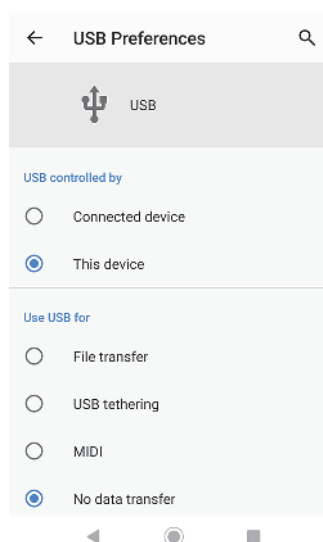 USB Preferences
USB
USB controlled by
Connected device
This device
Use USB for
File transfer
USB tethering
MIDI
No data transfer